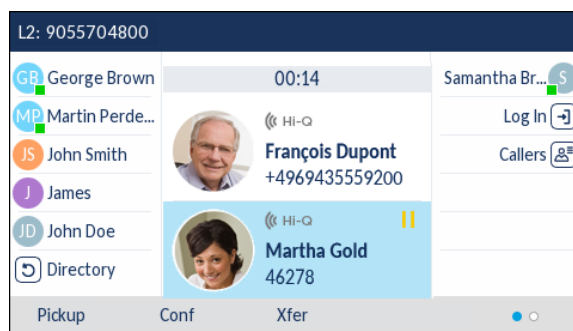 L2: 9055704800
GB George Brown
MP Martin Perde...
JS John Smith
J James
JD John Doe
Directory
00:14
Hi-Q
François Dupont
+4969435559200
Hi-Q
Martha Gold
46278
Samantha Br... S
Log In
Callers
Pickup Conf Xfer